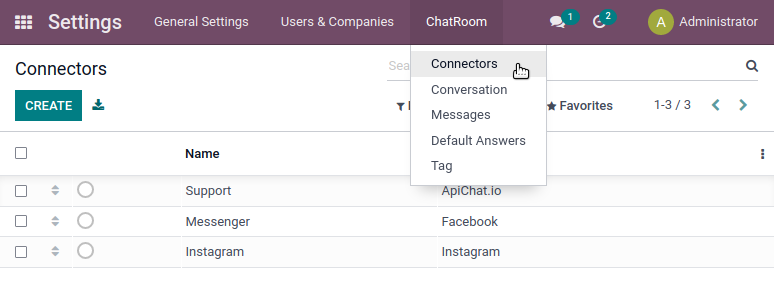 Settings General Settings Users & Companies ChatRoom 1 2 A Administrator
Connectors
Connectors
Sea
Conversation
CREATE
Favorites 1-3 / 3
Messages
Default Answers
Tag
Name
Support ApiChat.io
Messenger Facebook
Instagram Instagram